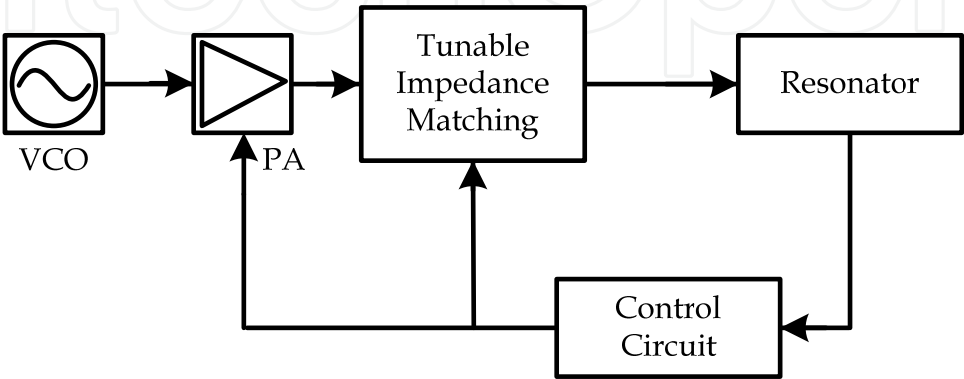 Tunable
Impedance
Matching
Resonator
VCO
PA
Control
Circuit